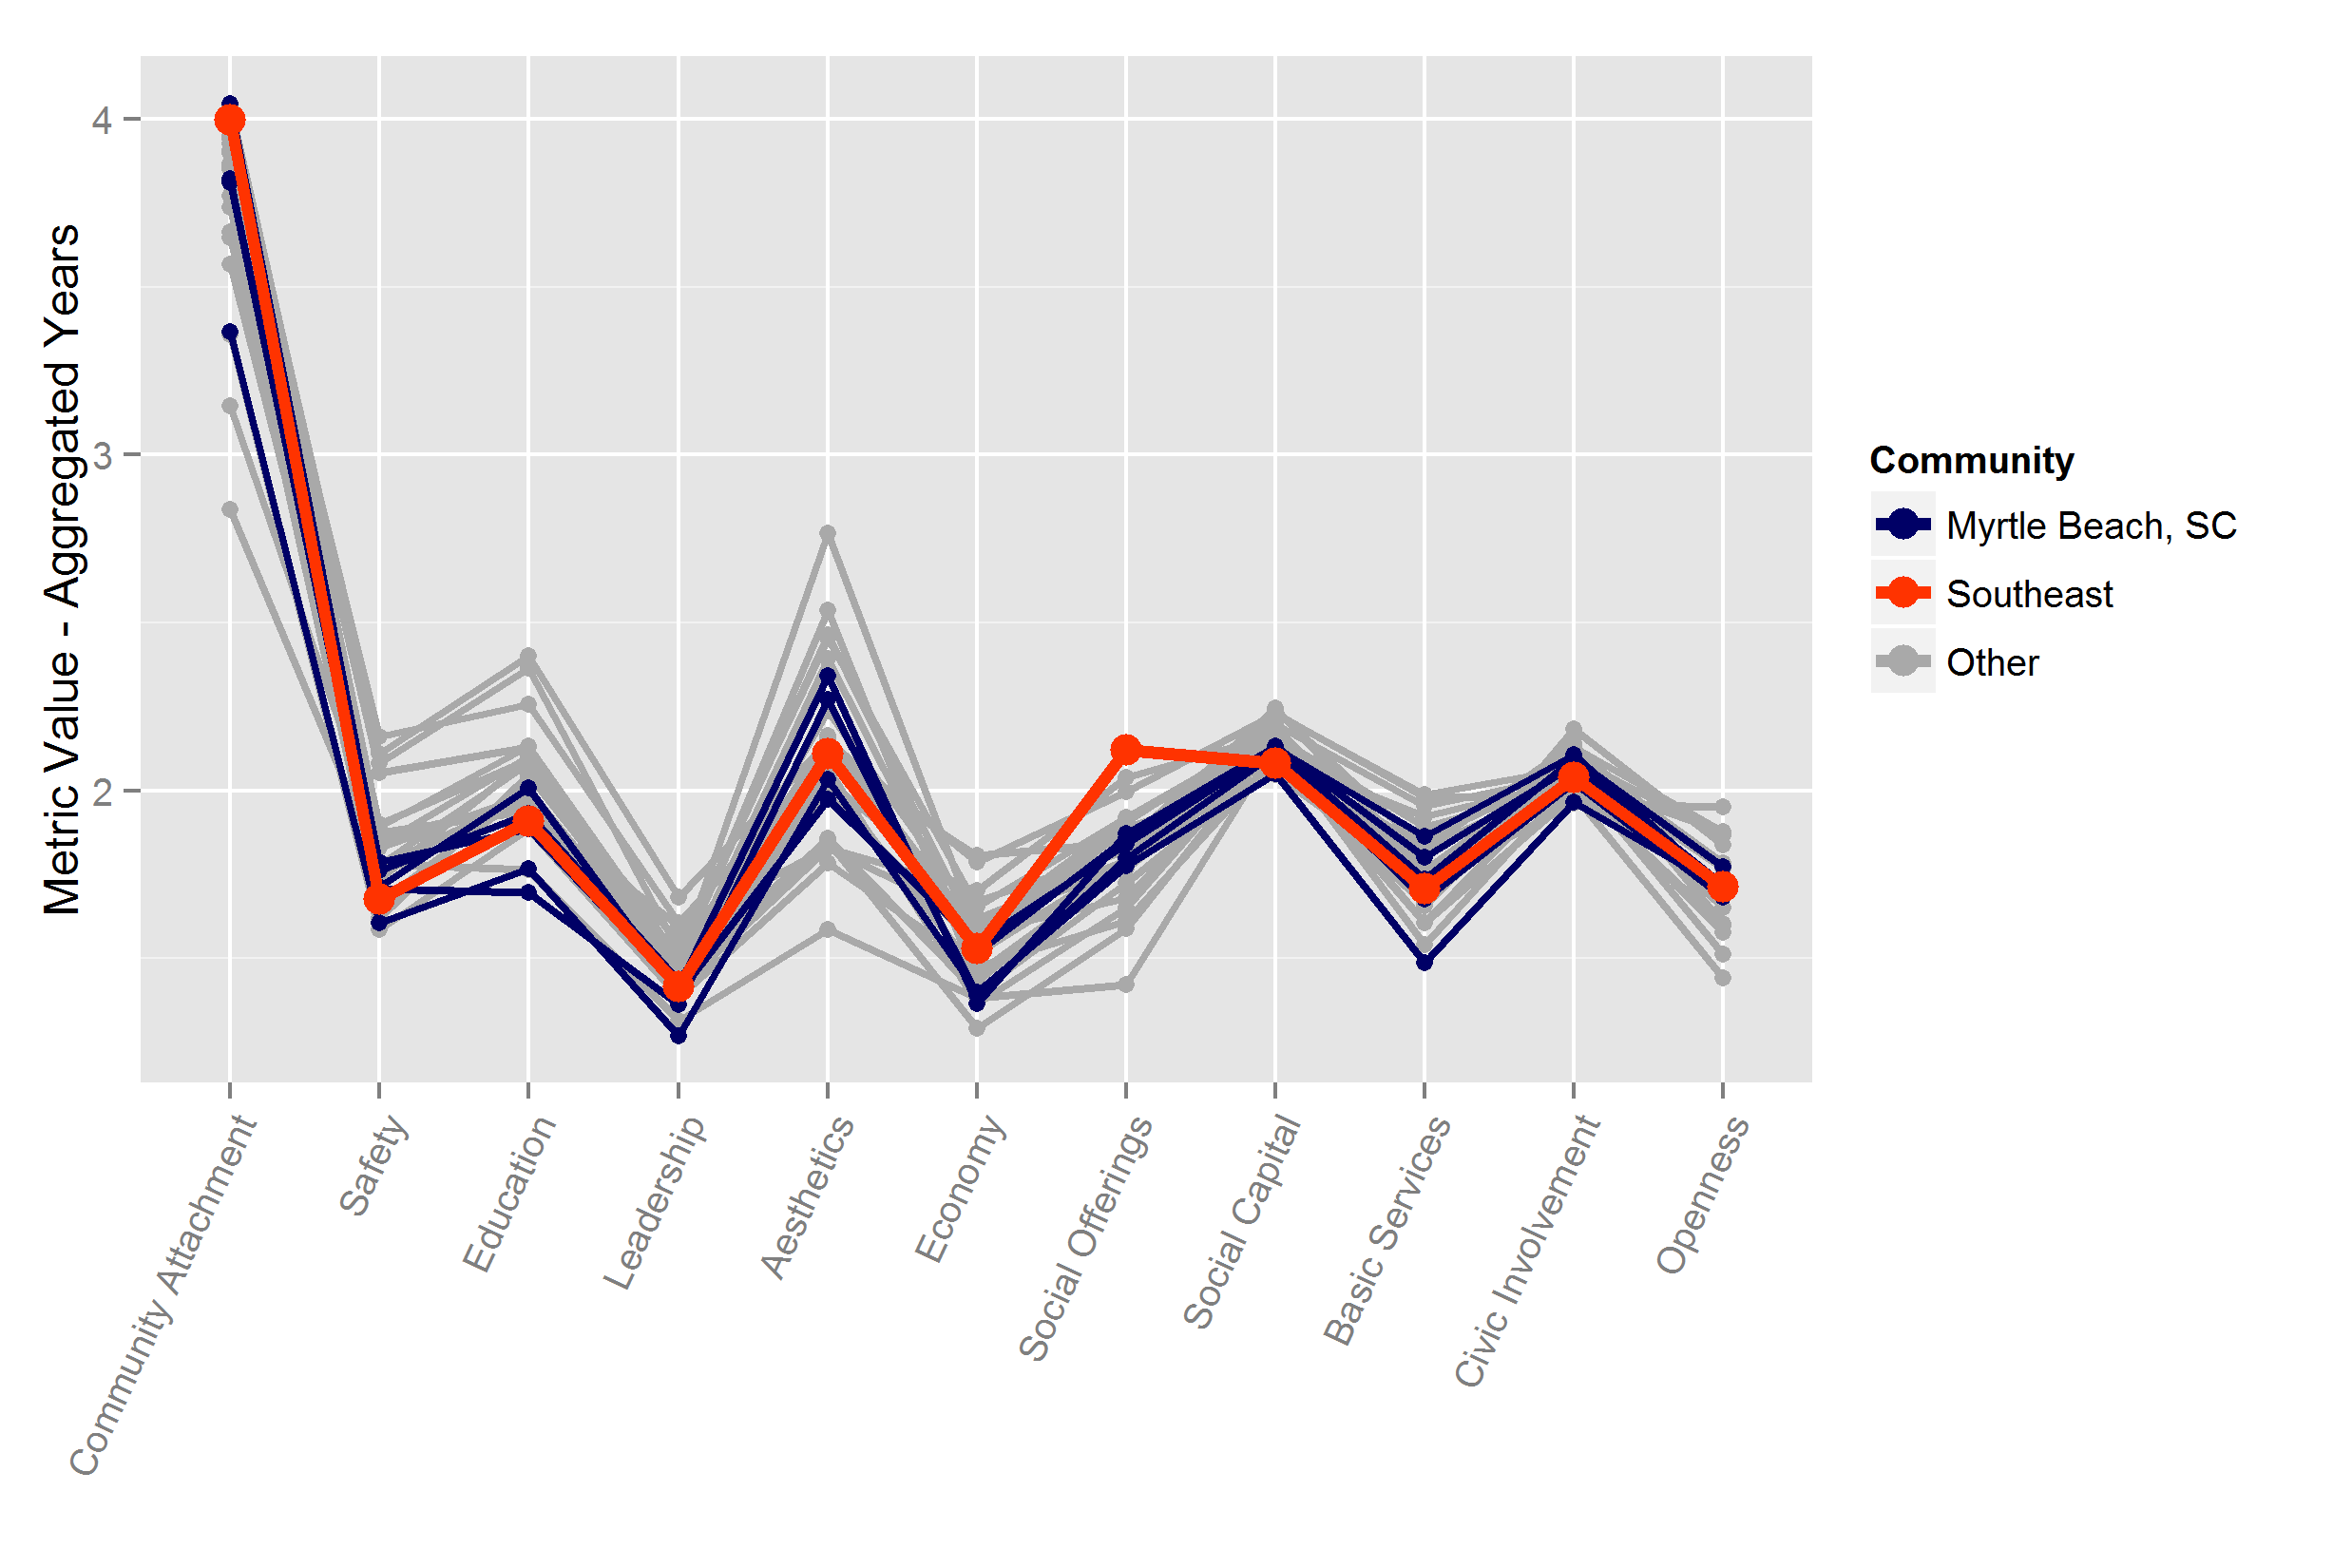 Metric Value - Aggregated Years
4
3
2
Community Attachment
Safety
Education
Leadership
Aesthetics
Economy
Social Offerings
Social Capital
Basic Services
Civic Involvement
Openness
Community
Myrtle Beach, SC
Southeast
Other